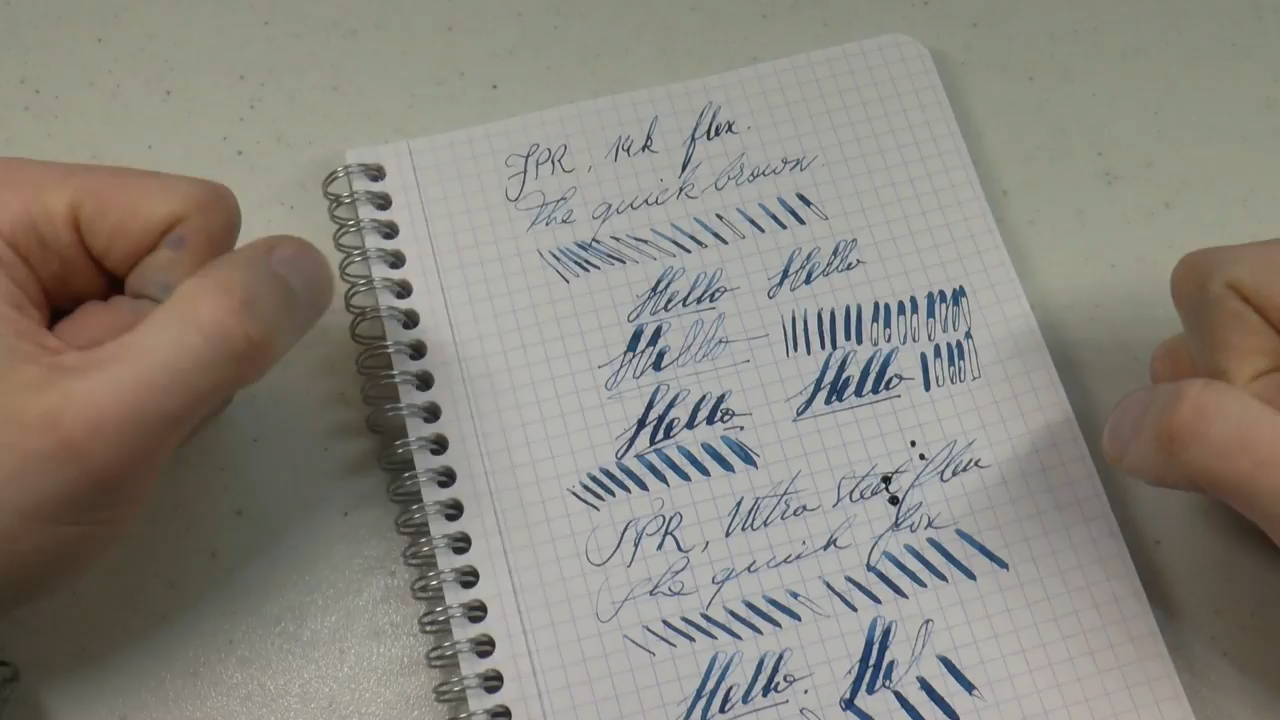 FPR, 14k flex.
The quick brown
Hello Hello
Hello
Hello Hello
FPR, Ultra steel flex
The quick fox
Hello. Hel